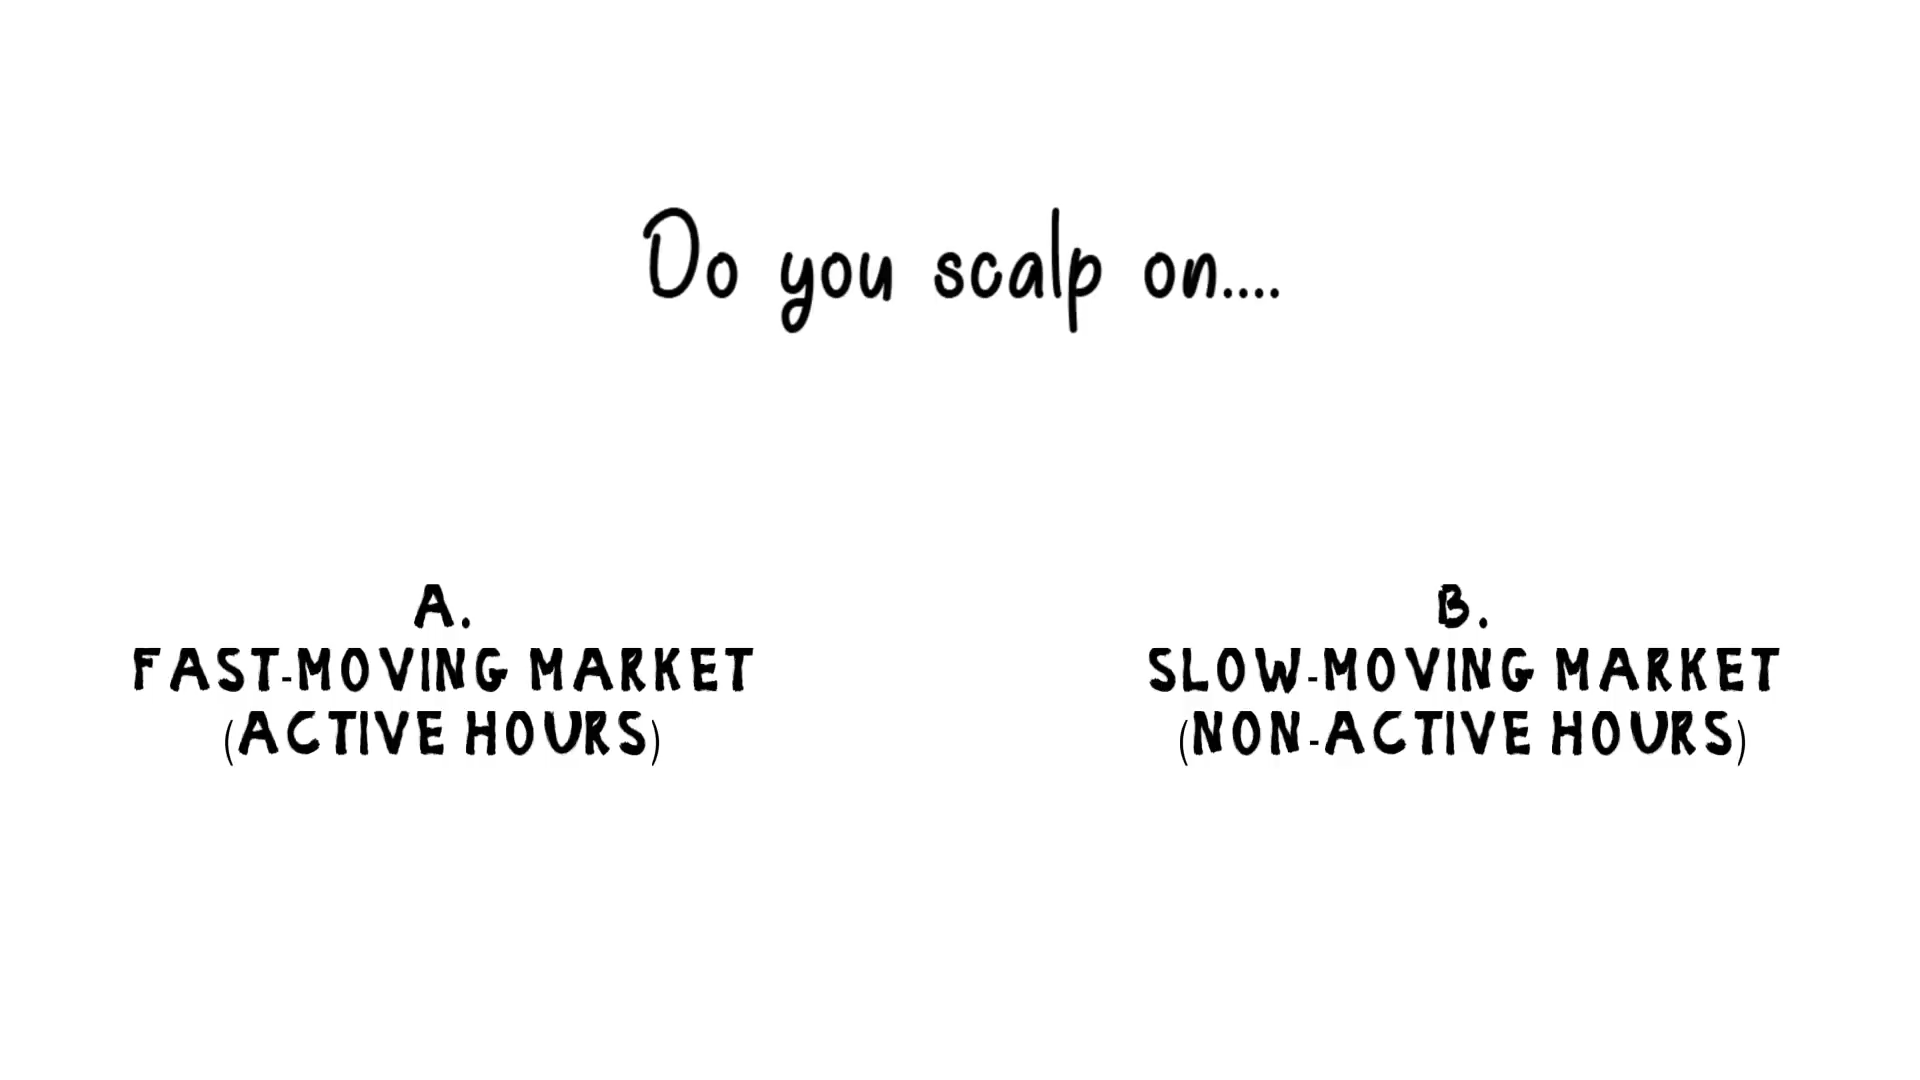 Do you scalp on....
A.
FAST-MOVING MARKET
(ACTIVE HOURS)
B.
SLOW-MOVING MARKET
(NON-ACTIVE HOURS)